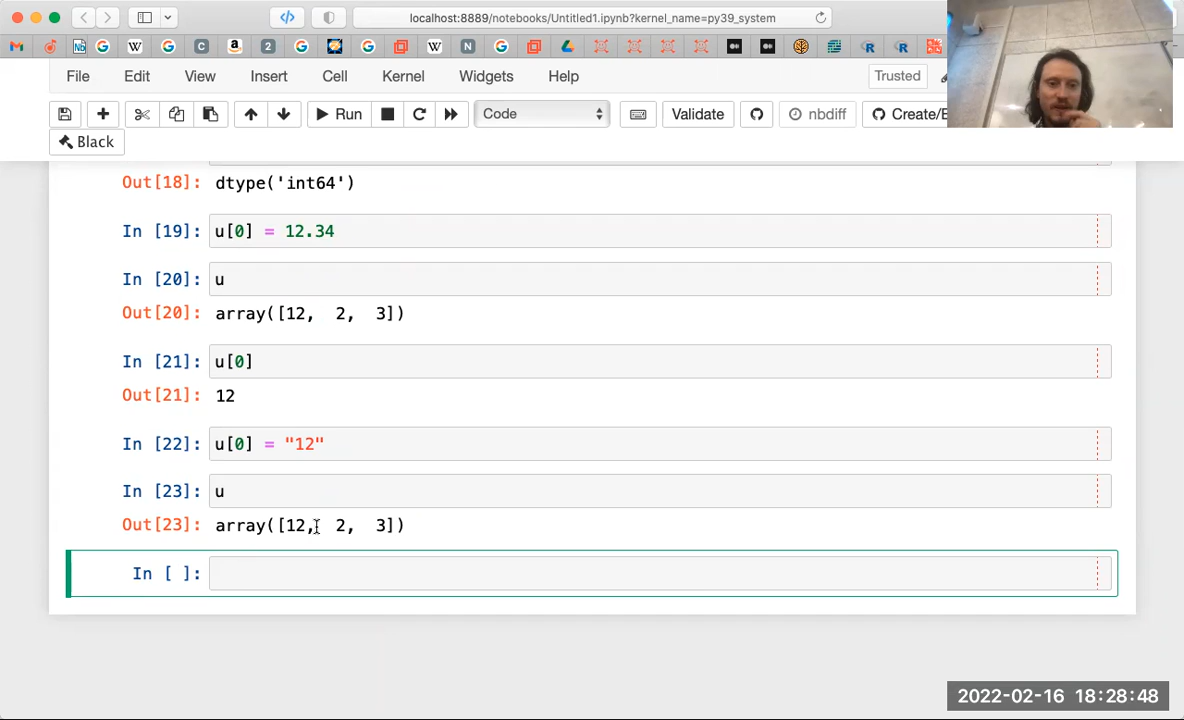 localhost:8889/notebooks/Untitled1.ipynb?kernel_name=py39_system
File Edit View Insert Cell Kernel Widgets Help Trusted
Run Code Validate nbdiff Create/E
Black
Out[18]: dtype('int64')
In [19]: u[0] = 12.34
In [20]: u
Out[20]: array([12,  2,  3])
In [21]: u[0]
Out[21]: 12
In [22]: u[0] = "12"
In [23]: u
Out[23]: array([12,  2,  3])
In [ ]:
2022-02-16 18:28:48